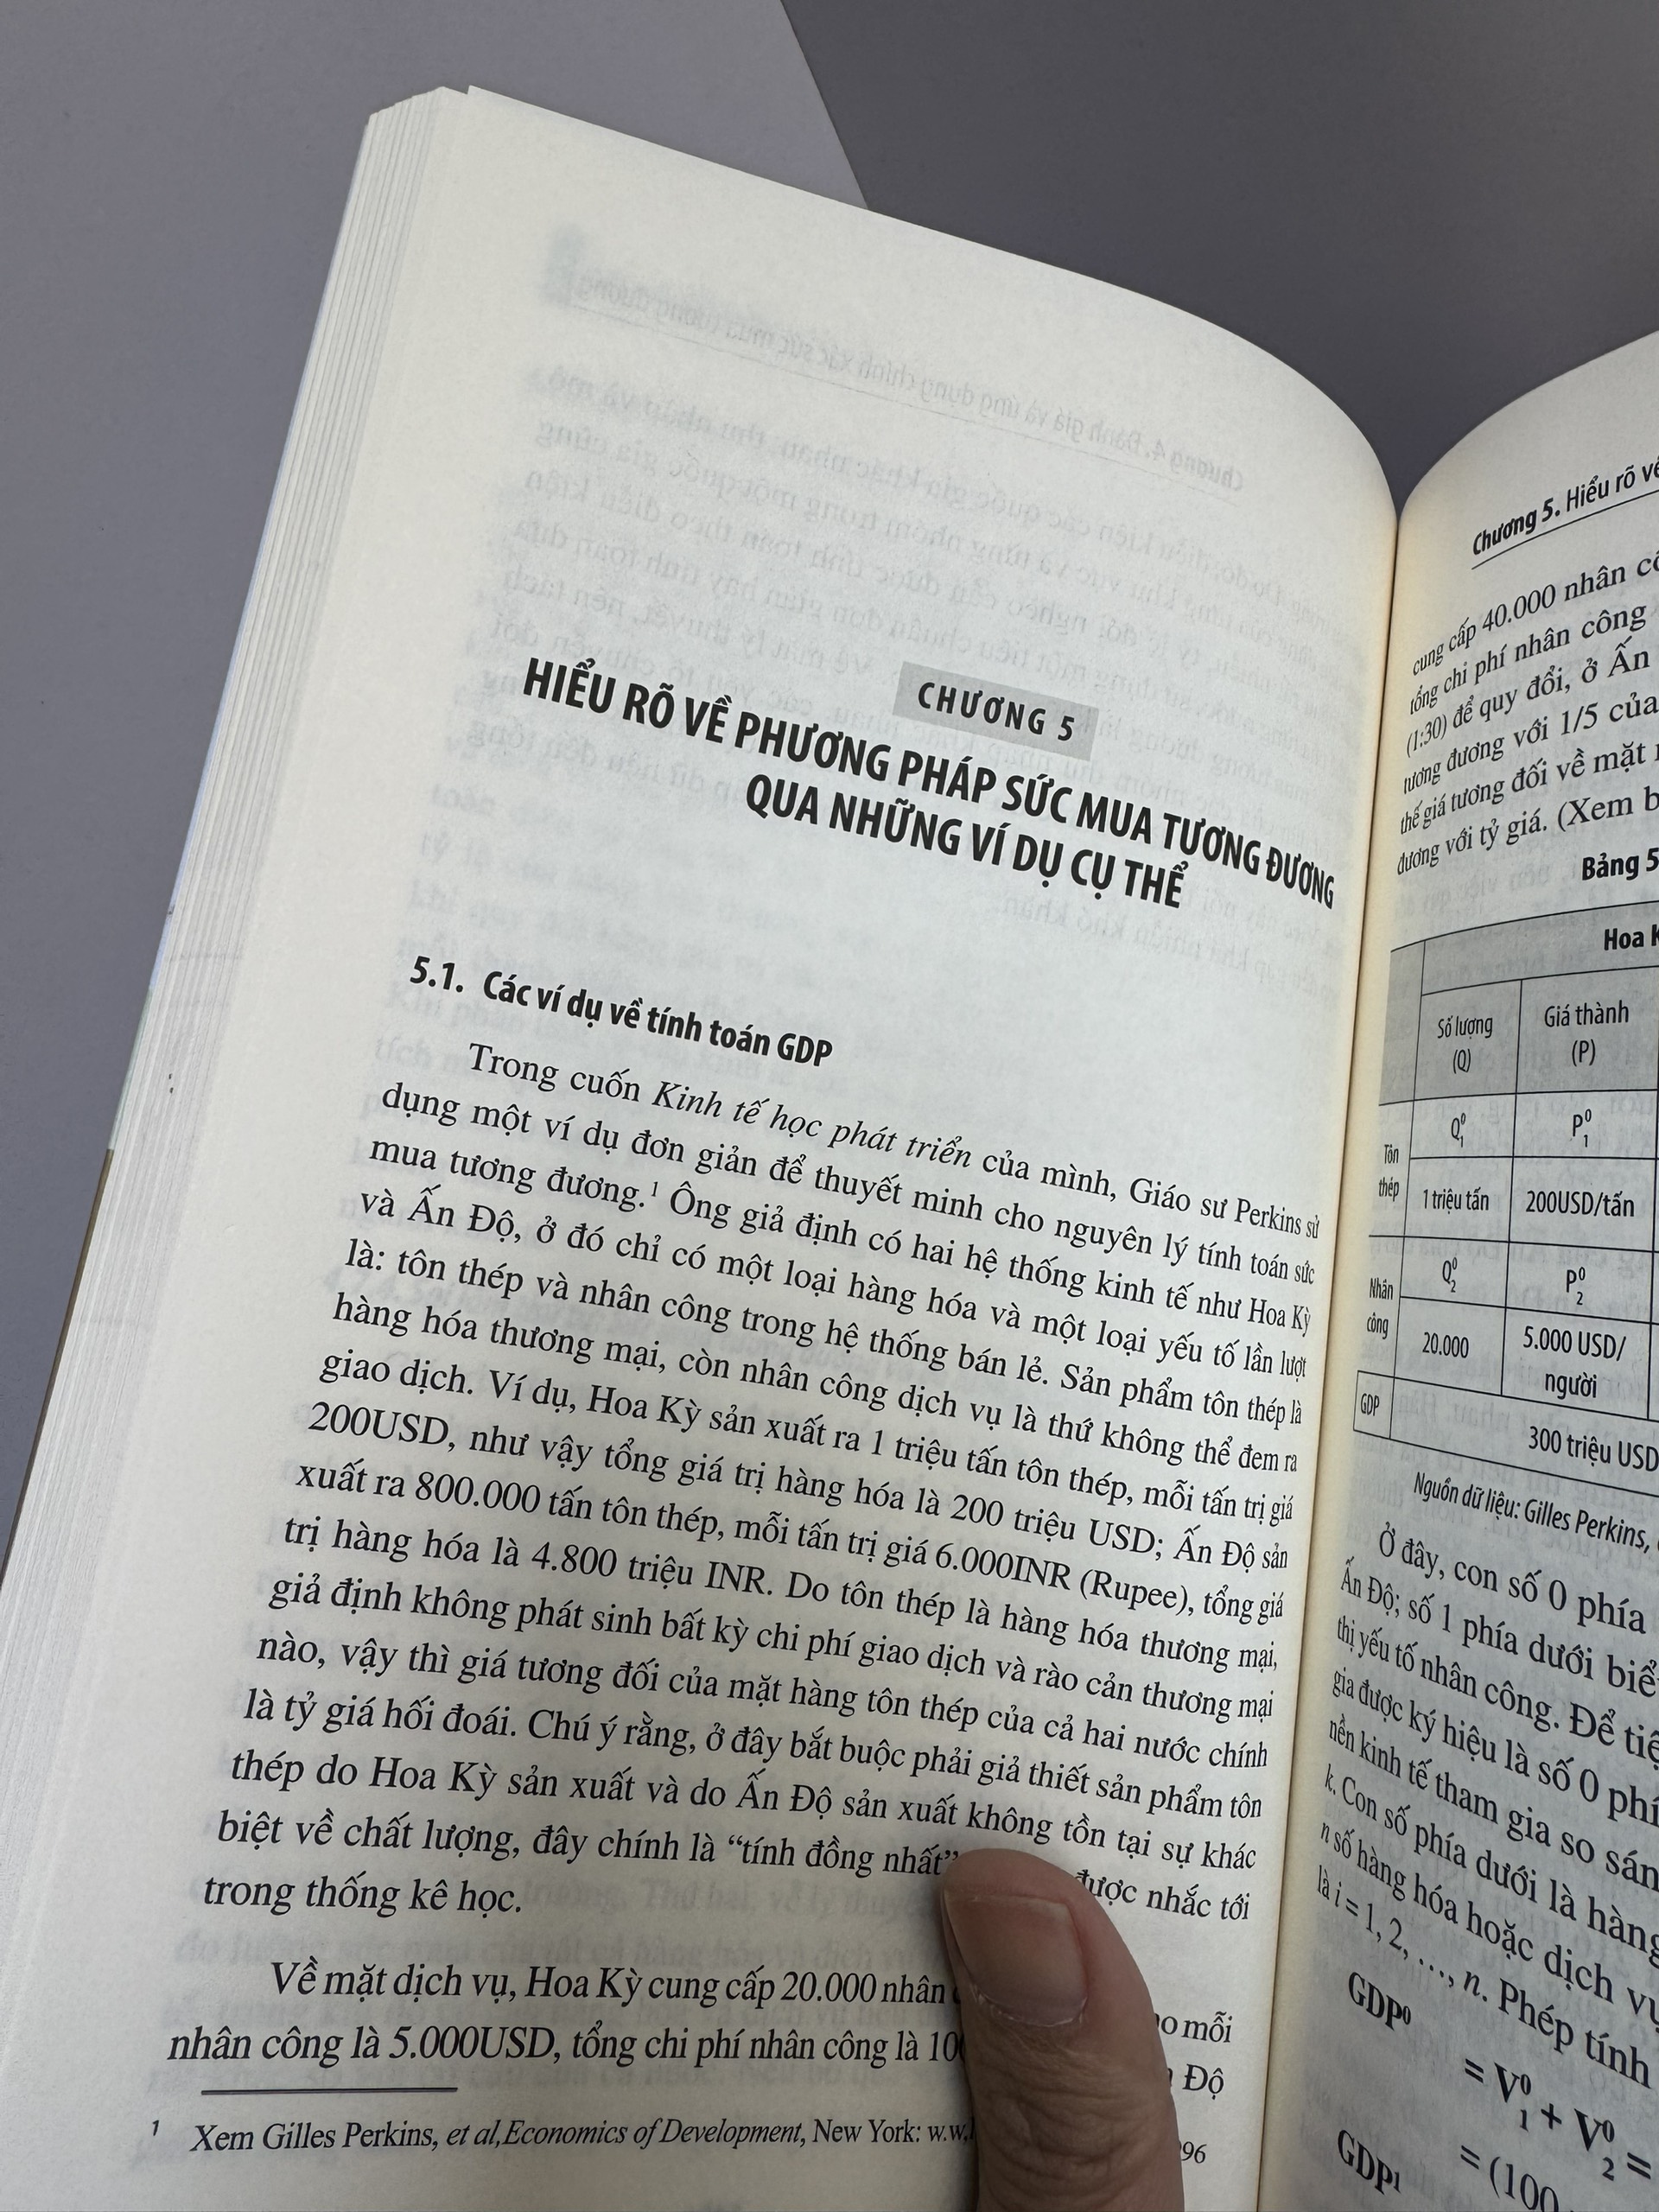 CHƯƠNG 5
HIỂU RÕ VỀ PHƯƠNG PHÁP SỨC MUA TƯƠNG ĐƯƠNG
QUA NHỮNG VÍ DỤ CỤ THỂ
5.1. Các ví dụ về tính toán GDP
Trong cuốn Kinh tế học phát triển của mình, Giáo sư Perkins sử
dụng một ví dụ đơn giản để thuyết minh cho nguyên lý tính toán sức
mua tương đương.¹ Ông giả định có hai hệ thống kinh tế như Hoa Kỳ
và Ấn Độ, ở đó chỉ có một loại hàng hóa và một loại yếu tố lần lượt
là: tôn thép và nhân công trong hệ thống bán lẻ. Sản phẩm tôn thép là
hàng hóa thương mại, còn nhân công dịch vụ là thứ không thể đem ra
giao dịch. Ví dụ, Hoa Kỳ sản xuất ra 1 triệu tấn tôn thép, mỗi tấn trị giá
200USD, như vậy tổng giá trị hàng hóa là 200 triệu USD; Ấn Độ sản
xuất ra 800.000 tấn tôn thép, mỗi tấn trị giá 6.000INR (Rupee), tổng giá
trị hàng hóa là 4.800 triệu INR. Do tôn thép là hàng hóa thương mại,
giả định không phát sinh bất kỳ chi phí giao dịch và rào cản thương mại
nào, vậy thì giá tương đối của mặt hàng tôn thép của cả hai nước chính
là tỷ giá hối đoái. Chú ý rằng, ở đây bắt buộc phải giả thiết sản phẩm tôn
thép do Hoa Kỳ sản xuất và do Ấn Độ sản xuất không tồn tại sự khác
biệt về chất lượng, đây chính là “tính đồng nhất” được nhắc tới
trong thống kê học.
Về mặt dịch vụ, Hoa Kỳ cung cấp 20.000 nhân mỗi
nhân công là 5.000USD, tổng chi phí nhân công là Độ
¹ Xem Gilles Perkins, et al,Economics of Development, New York:
Chương 5. Hiểu rõ về
cung cấp 40.000 nhân
tổng chi phí nhân công
(1:30) để quy đổi, ở Ấn
tương đương với 1/5 của
thế giá tương đối về mặt
đương với tỷ giá. (Xem
Bảng
Hoa
Số lượng (Q) Giá thành (P)
Tôn thép Q₁⁰ P₁⁰
1 triệu tấn 200USD/tấn
Nhân công Q₂⁰ P₂⁰
20.000 5.000 USD/người
GDP 300 triệu USD
Nguồn dữ liệu: Gilles Perkins,
Ở đây, con số 0 phía
Ấn Độ; số 1 phía dưới
thị yếu tố nhân công. Để
gia được ký hiệu là số 0
nền kinh tế tham gia so
k. Con số phía dưới là
n số hàng hóa hoặc dịch
là i = 1, 2, …, n. Phép tính
GDP⁰
= V₁⁰ + V₂⁰ =
GDP¹
= (100